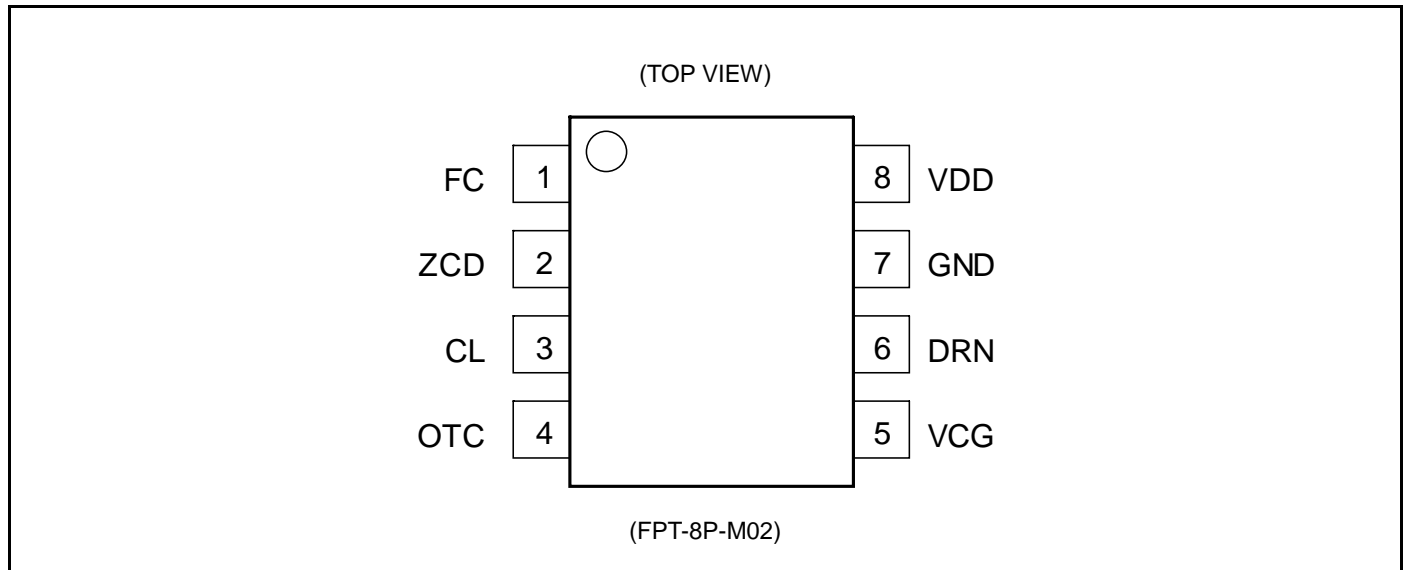 (TOP VIEW)
FC 1 8 VDD
ZCD 2 7 GND
CL 3 6 DRN
OTC 4 5 VCG
(FPT-8P-M02)